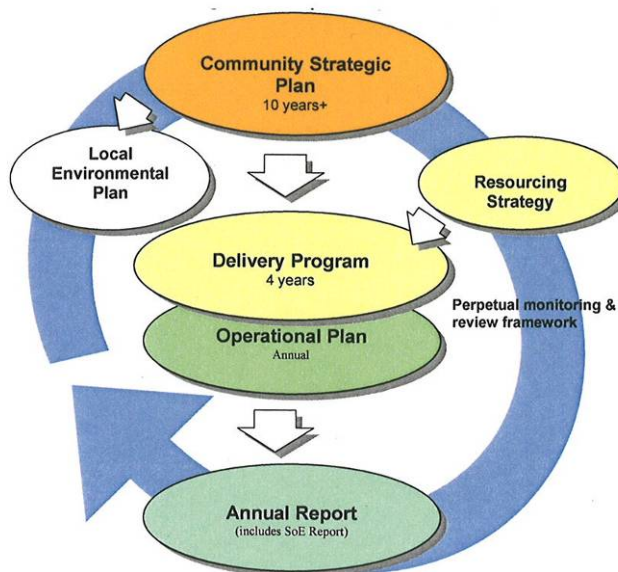 Community Strategic
Plan
10 years+
Local
Environmental
Plan
Resourcing
Strategy
Delivery Program
4 years
Perpetual monitoring &
review framework
Operational Plan
Annual
Annual Report
(includes SoE Report)